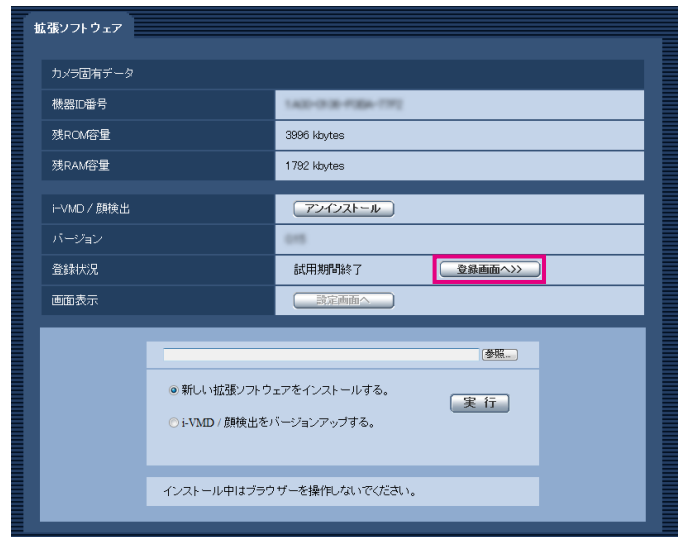 拡張ソフトウェア
カメラ固有データ
機器ID番号
残ROM容量 3996 kbytes
残RAM容量 1792 kbytes
i-VMD / 顔検出 アンインストール
バージョン
登録状況 試用期間終了 登録画面へ>>
画面表示 設定画面へ
参照...
新しい拡張ソフトウェアをインストールする。
実 行
i-VMD / 顔検出をバージョンアップする。
インストール中はブラウザーを操作しないでください。